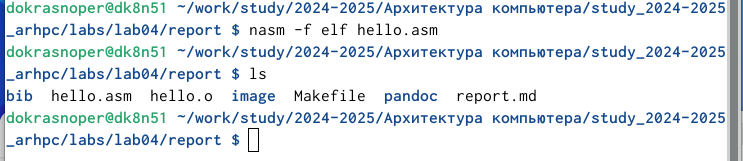 dokrasnoper@dk8n51 ~/work/study/2024-2025/Архитектура компьютера/study_2024-2025
_arhpc/labs/lab04/report $ nasm -f elf hello.asm
dokrasnoper@dk8n51 ~/work/study/2024-2025/Архитектура компьютера/study_2024-2025
_arhpc/labs/lab04/report $ ls
bib  hello.asm  hello.o  image  Makefile  pandoc  report.md
dokrasnoper@dk8n51 ~/work/study/2024-2025/Архитектура компьютера/study_2024-2025
_arhpc/labs/lab04/report $